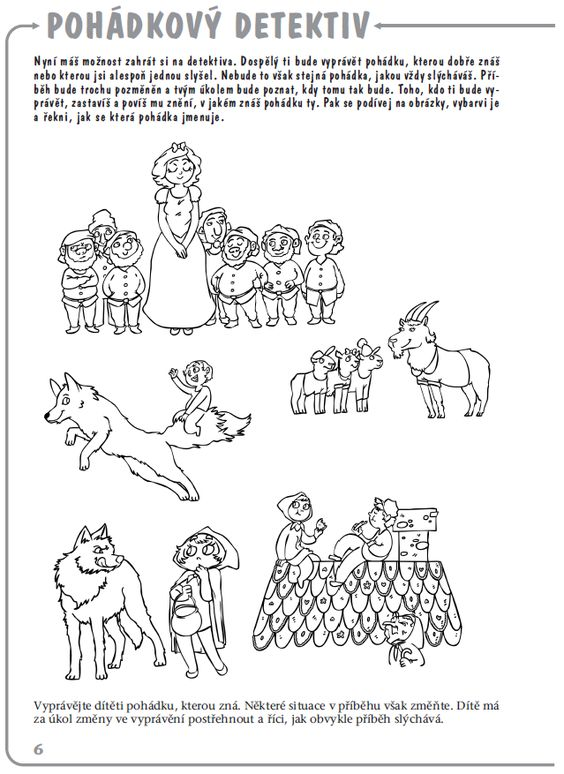 POHÁDKOVÝ DETEKTIV
Nyní máš možnost zahrát si na detektiva. Dospělý ti bude vyprávět pohádku, kterou dobře znáš
nebo kterou jsi alespoň jednou slyšel. Nebude to však stejná pohádka, jakou vždy slýcháváš. Pří-
běh bude trochu pozměněn a tvým úkolem bude poznat, kdy tomu tak bude. Toho, kdo ti bude vy-
právět, zastavíš a povíš mu znění, v jakém znáš pohádku ty. Pak se podívej na obrázky, vybarvi je
a řekni, jak se která pohádka jmenuje.
Vyprávějte dítěti pohádku, kterou zná. Některé situace v příběhu však změňte. Dítě má
za úkol změny ve vyprávění postřehnout a říci, jak obvykle příběh slýchává.
6